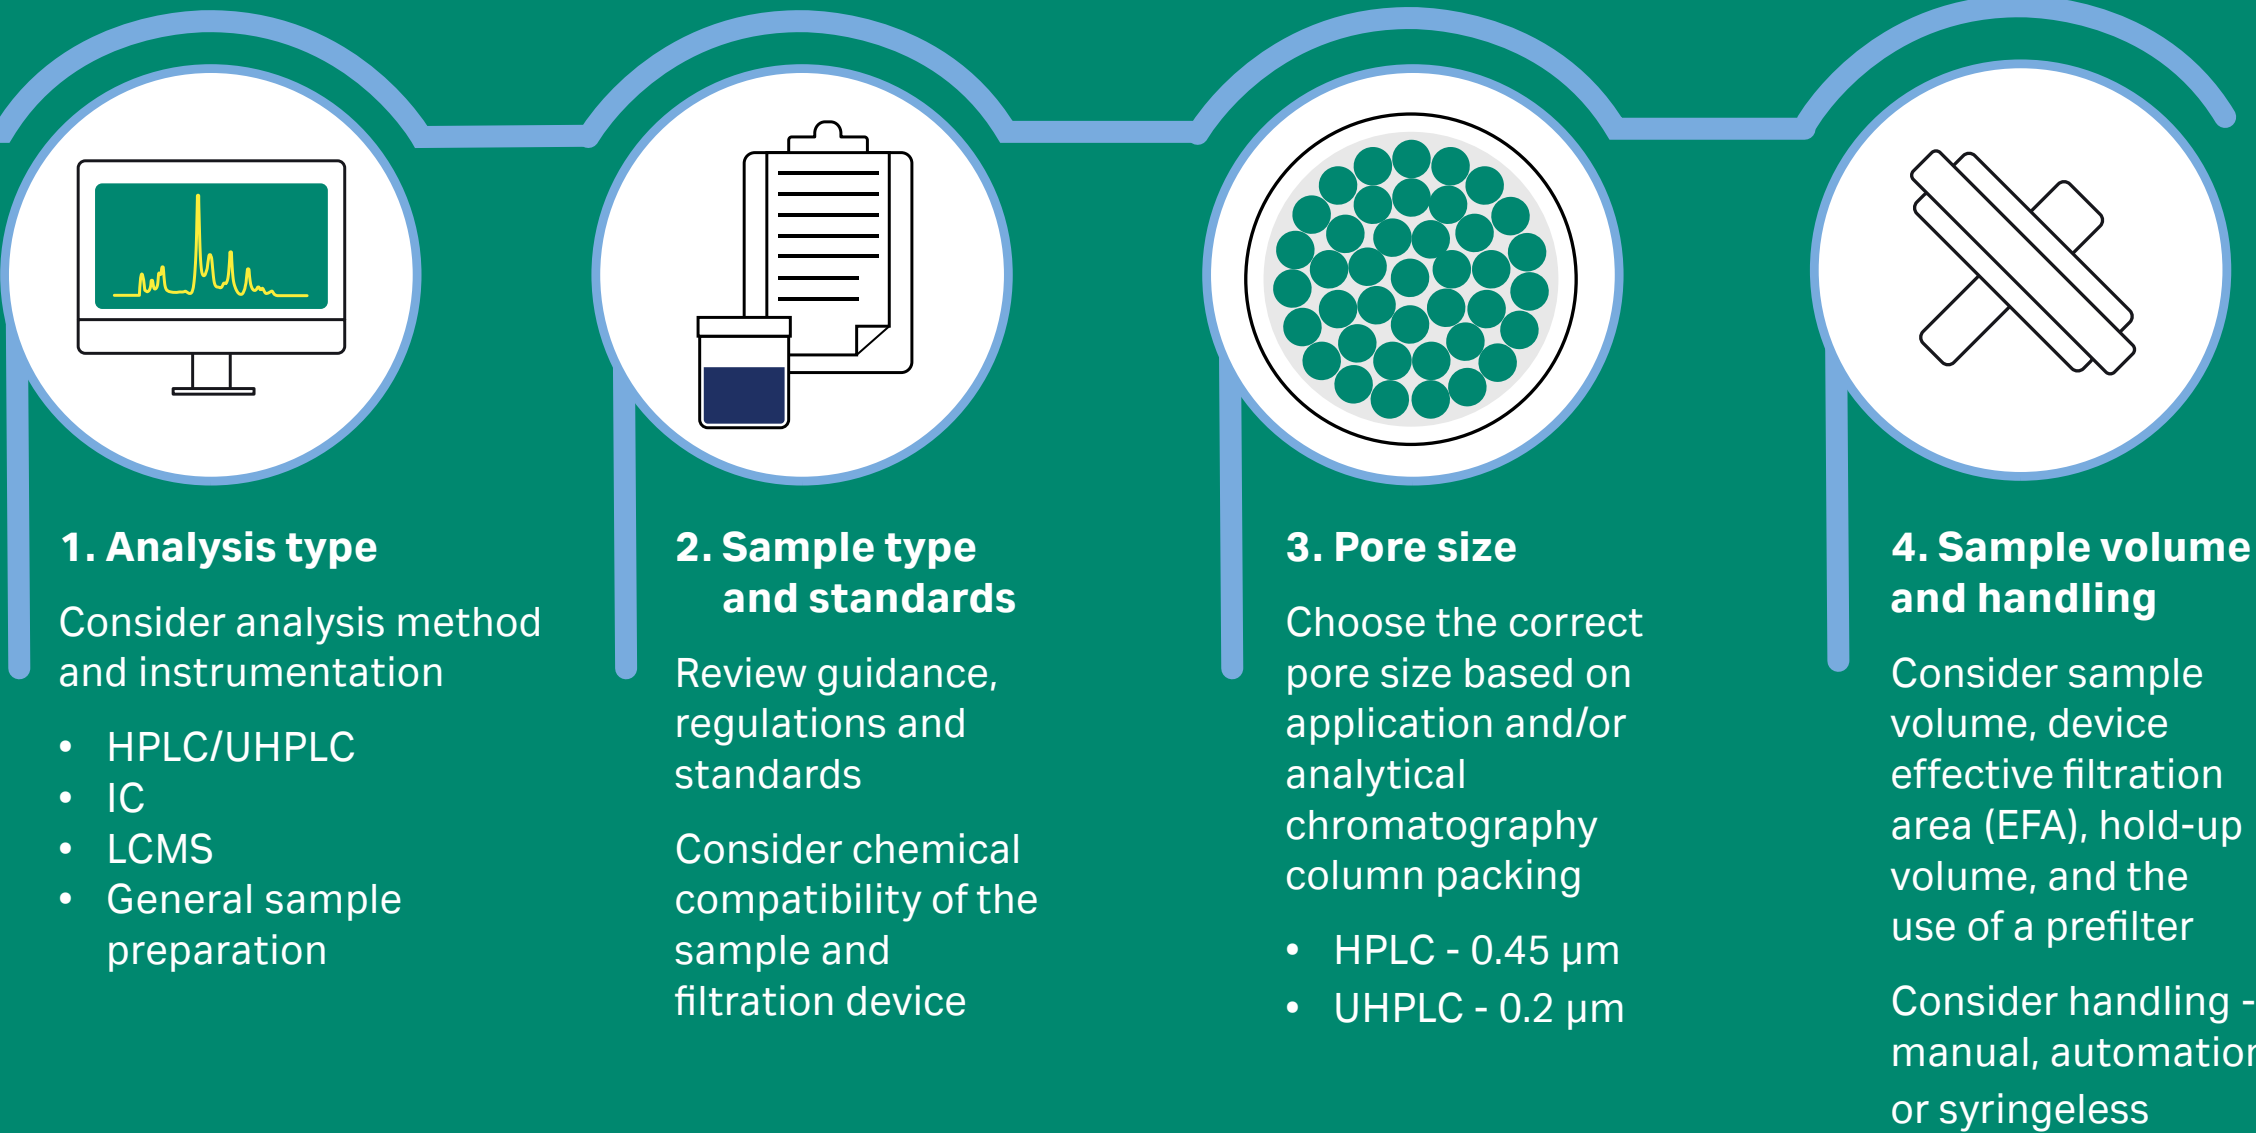 1. Analysis type
Consider analysis method
and instrumentation
• HPLC/UHPLC
• IC
• LCMS
• General sample
preparation
2. Sample type
and standards
Review guidance,
regulations and
standards
Consider chemical
compatibility of the
sample and
filtration device
3. Pore size
Choose the correct
pore size based on
application and/or
analytical
chromatography
column packing
• HPLC - 0.45 µm
• UHPLC - 0.2 µm
4. Sample volume
and handling
Consider sample
volume, device
effective filtration
area (EFA), hold-up
volume, and the
use of a prefilter
Consider handling -
manual, automation
or syringeless